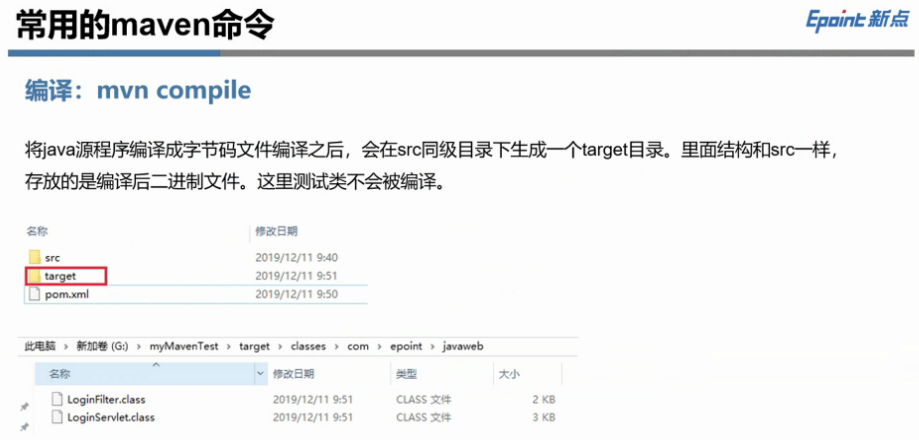 常用的maven命令
Epoint 新点
编译：mvn compile
将java源程序编译成字节码文件编译之后，会在src同级目录下生成一个target目录。里面结构和src一样，
存放的是编译后二进制文件。这里测试类不会被编译。
名称 修改日期
src 2019/12/11 9:40
target 2019/12/11 9:51
pom.xml 2019/12/11 9:50
此电脑 › 新加卷 (G:) › myMavenTest › target › classes › com › epoint › javaweb
名称 修改日期 类型 大小
LoginFilter.class 2019/12/11 9:51 CLASS 文件 2 KB
LoginServlet.class 2019/12/11 9:51 CLASS 文件 3 KB